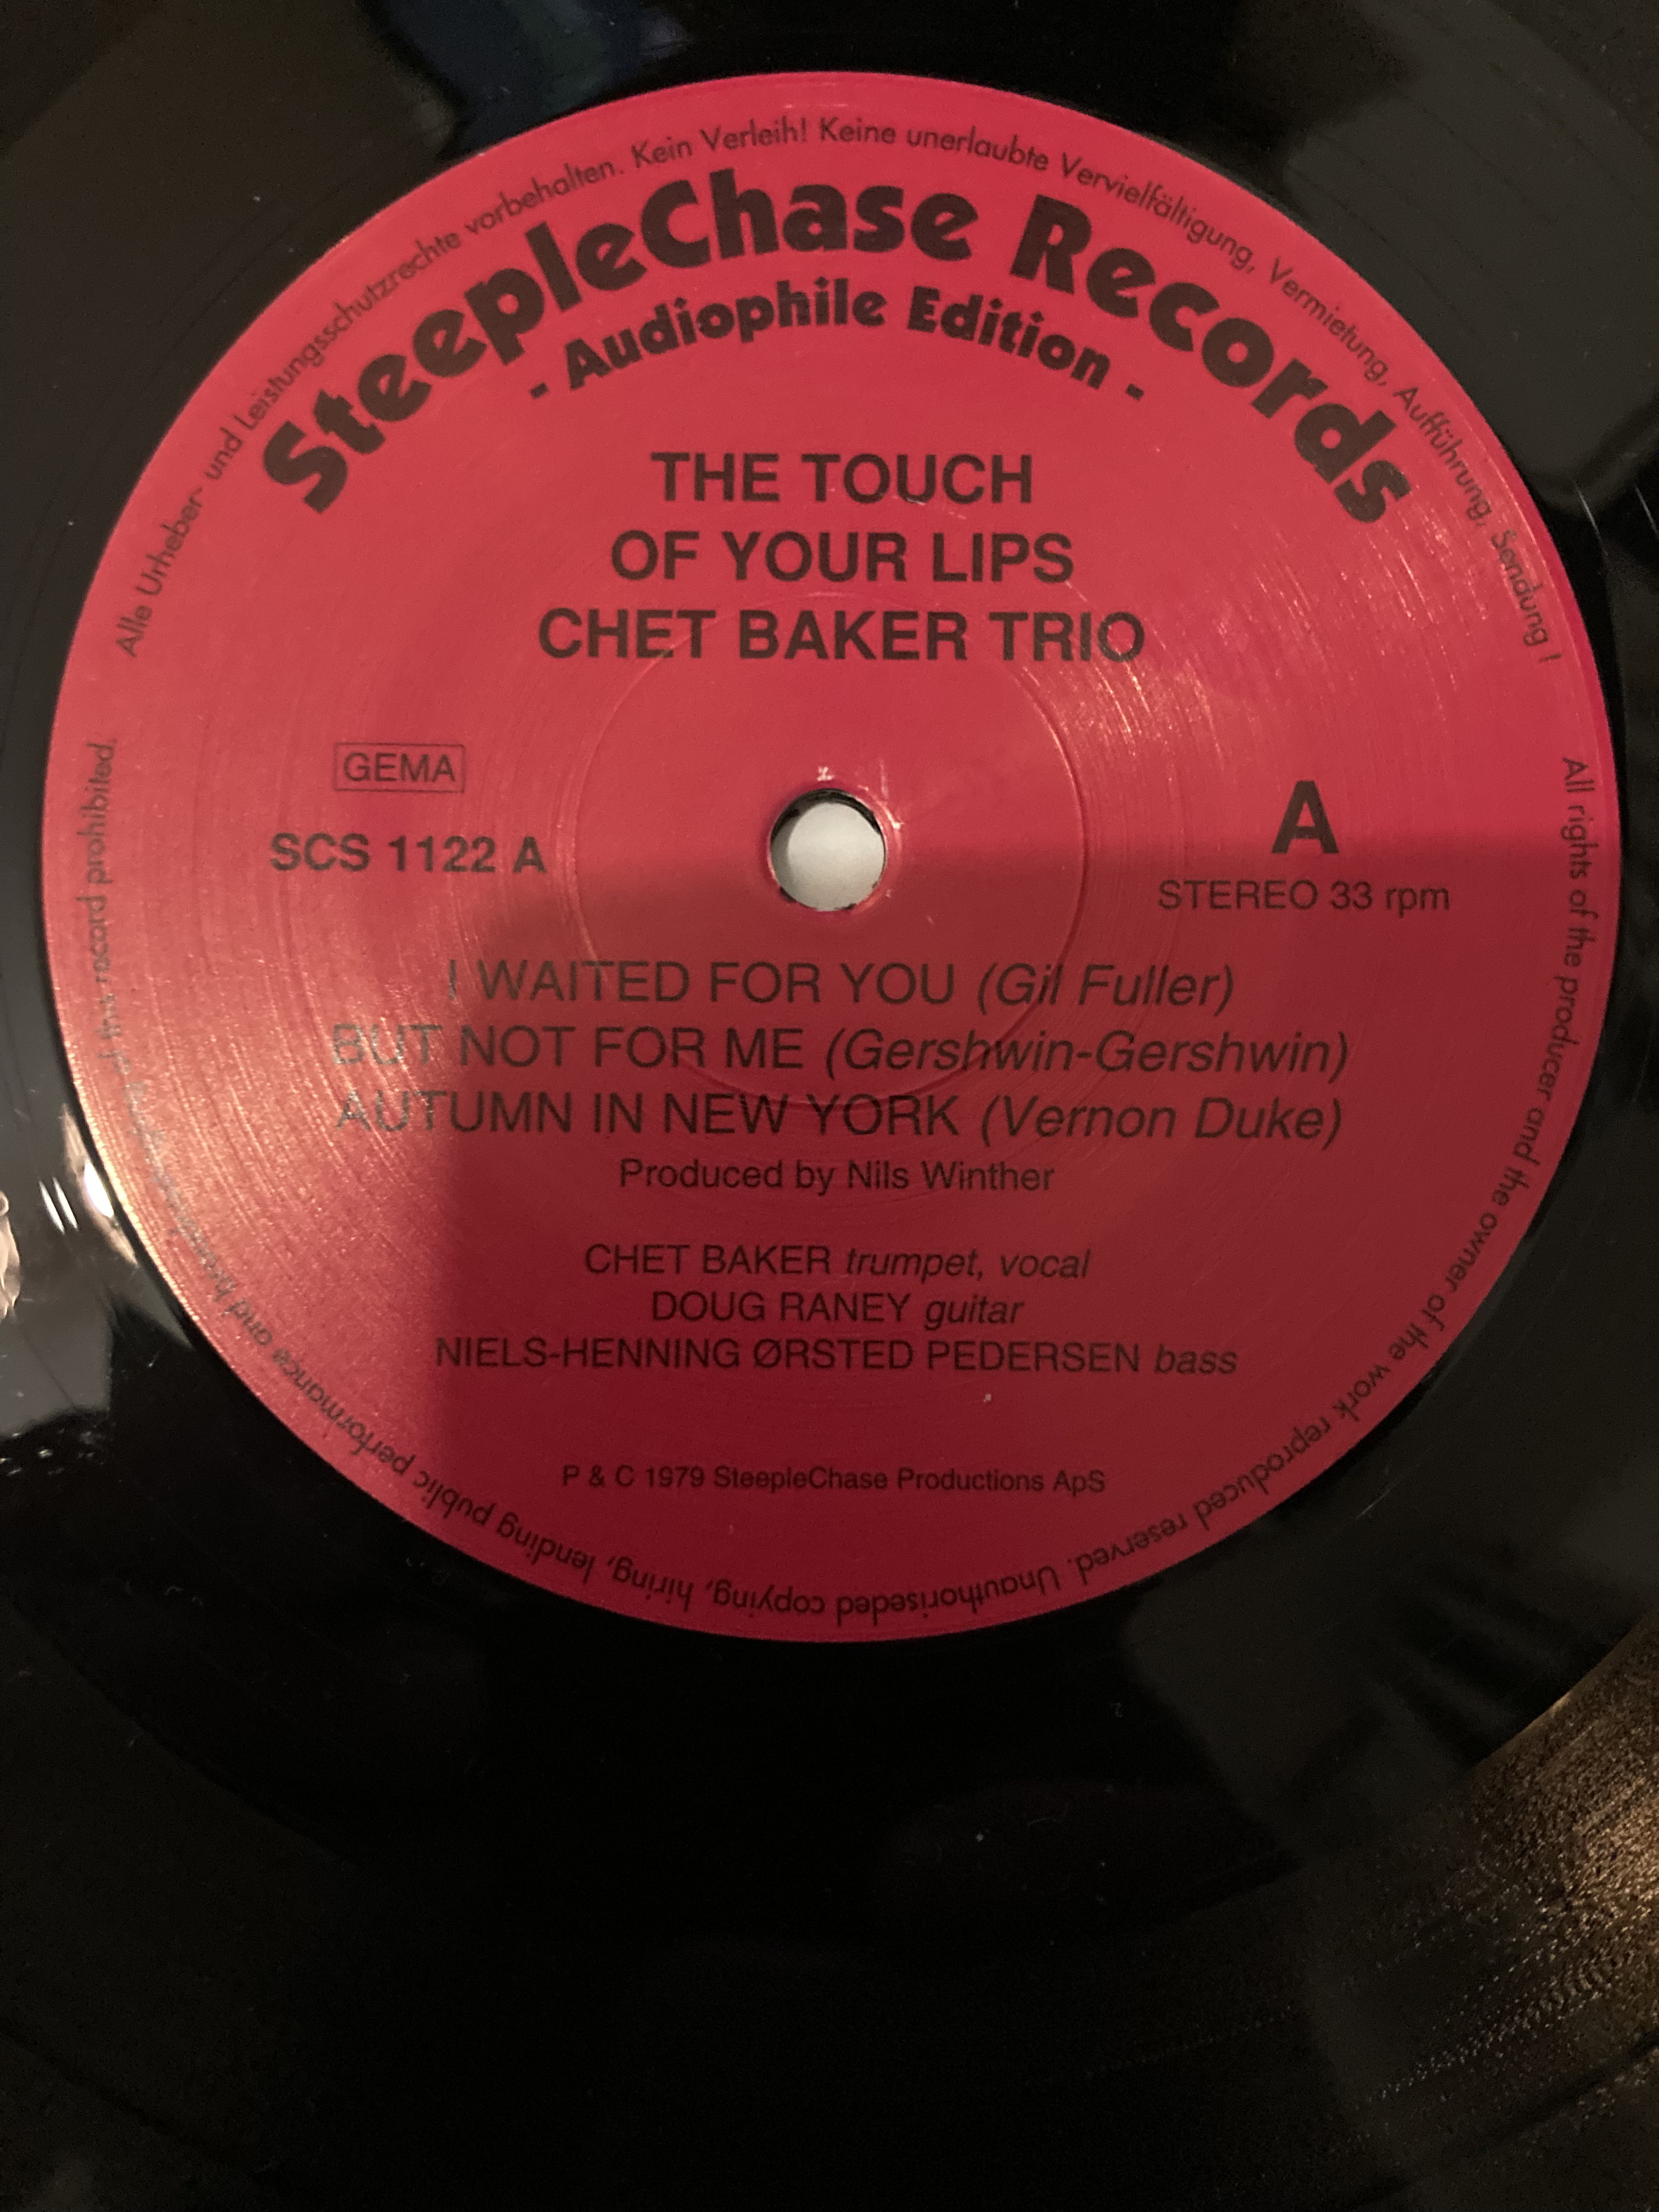 Alle Urheber- und Leistungsschutzrechte vorbehalten. Kein Verleih! Keine unerlaubte Vervielfältigung, Vermietung, Aufführung, Sendung!
SteepleChase Records
- Audiophile Edition -
THE TOUCH
OF YOUR LIPS
CHET BAKER TRIO
GEMA
SCS 1122 A
A
STEREO 33 rpm
I WAITED FOR YOU (Gil Fuller)
BUT NOT FOR ME (Gershwin-Gershwin)
AUTUMN IN NEW YORK (Vernon Duke)
Produced by Nils Winther
CHET BAKER trumpet, vocal
DOUG RANEY guitar
NIELS-HENNING ØRSTED PEDERSEN bass
P & C 1979 SteepleChase Productions ApS
All rights of the producer and the owner of the work reproduced reserved. Unauthoriseded copying, hiring, lending public performance and broadcasting of this record prohibited.